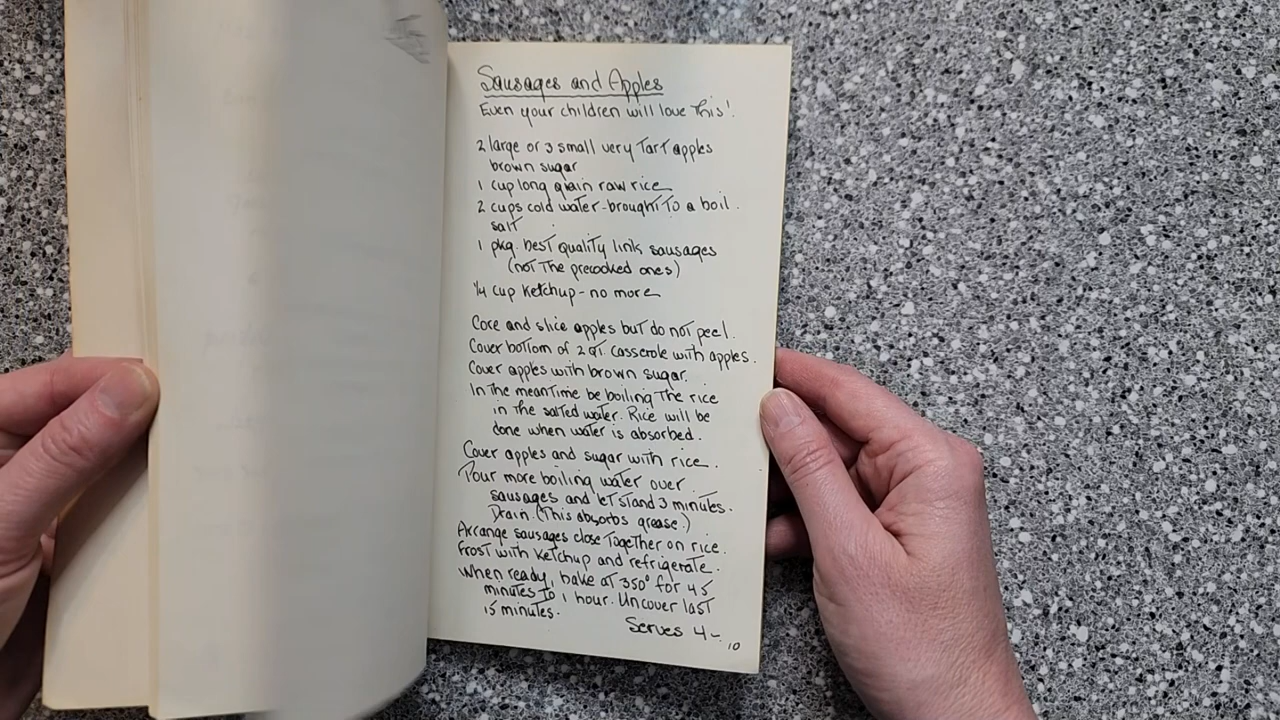 Sausages and Apples
Even your children will love this!
2 large or 3 small very tart apples
brown sugar
1 cup long grain raw rice
2 cups cold water-brought to a boil.
salt
1 pkg. best quality link sausages
(not the precooked ones)
1/4 cup ketchup - no more
Core and slice apples but do not peel.
Cover bottom of 2 qt. casserole with apples.
Cover apples with brown sugar.
In the meantime be boiling the rice
in the salted water. Rice will be
done when water is absorbed.
Cover apples and sugar with rice.
Pour more boiling water over
sausages and let stand 3 minutes.
Drain. (This absorbs grease.)
Arrange sausages close together on rice.
Frost with ketchup and refrigerate.
When ready, bake at 350° for 45
minutes to 1 hour. Uncover last
15 minutes.
Serves 4-
10